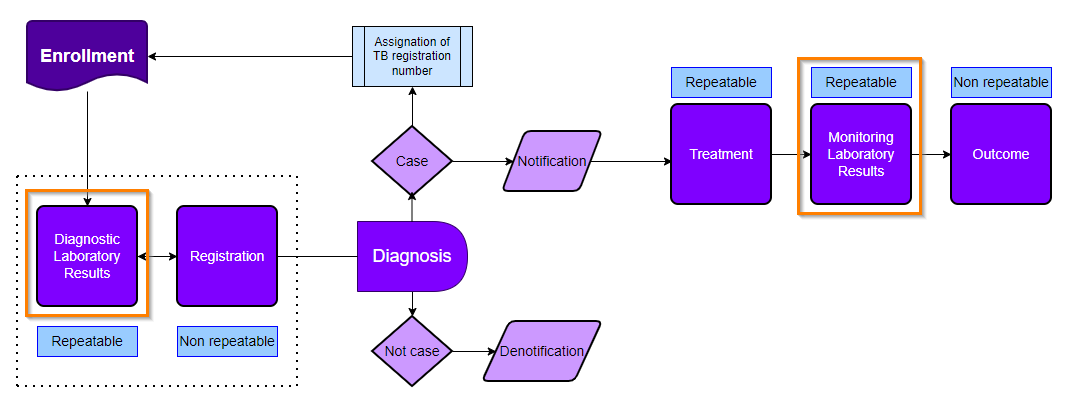 Enrollment
Assignation of
TB registration
number
Repeatable
Repeatable
Non repeatable
Case
Notification
Treatment
Monitoring
Laboratory
Results
Outcome
Diagnostic
Laboratory
Results
Registration
Diagnosis
Repeatable
Non repeatable
Not case
Denotification